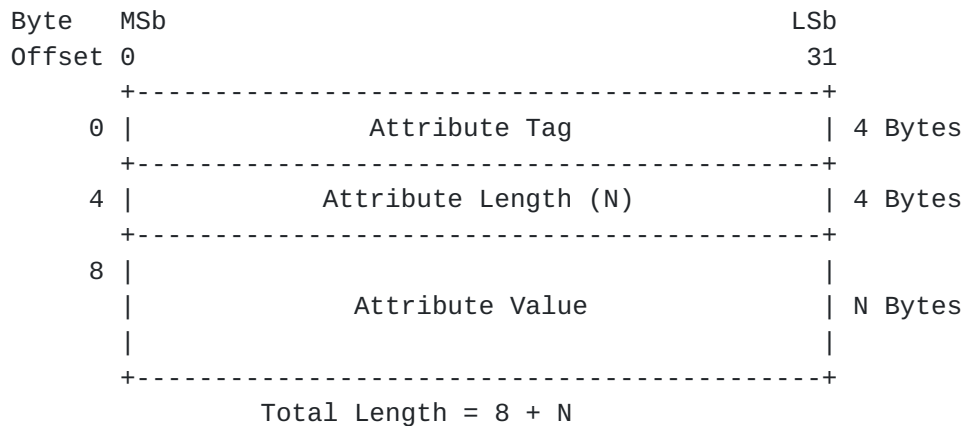 Byte   MSb                                        LSb
Offset 0                                           31
       +--------------------------------------------+
     0 |               Attribute Tag                | 4 Bytes
       +--------------------------------------------+
     4 |            Attribute Length (N)            | 4 Bytes
       +--------------------------------------------+
     8 |                                            |
       |              Attribute Value               | N Bytes
       |                                            |
       +--------------------------------------------+
                Total Length = 8 + N